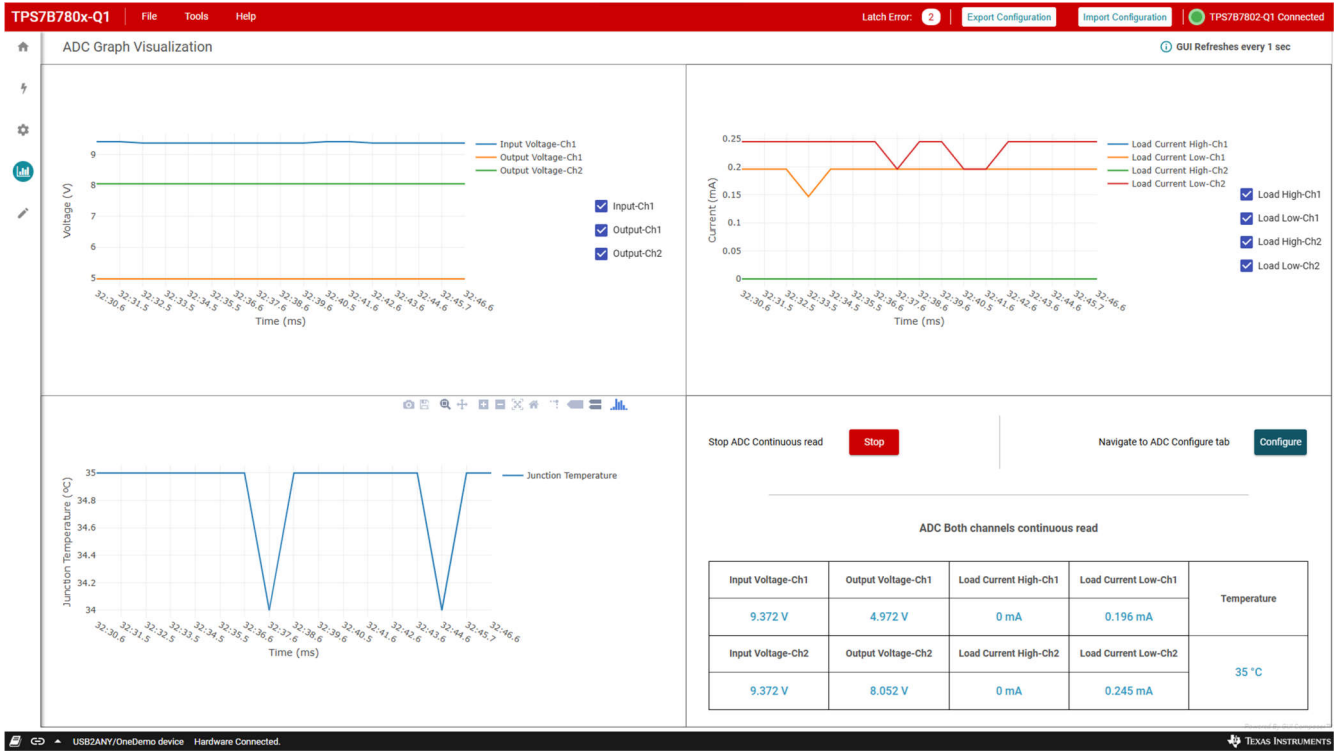 TPS7B780x-Q1 File Tools Help Latch Error: 2 Export Configuration Import Configuration TPS7B7802-Q1 Connected
ADC Graph Visualization GUI Refreshes every 1 sec
Input Voltage-Ch1
Output Voltage-Ch1
Output Voltage-Ch2
9
8
7
6
5
Voltage (V)
Input-Ch1
Output-Ch1
Output-Ch2
32:30.6 32:31.5 32:32.5 32:33.5 32:34.5 32:35.5 32:36.6 32:37.6 32:38.6 32:39.6 32:40.5 32:41.6 32:42.6 32:43.6 32:44.6 32:45.7 32:46.6
Time (ms)
0.25
0.2
0.15
0.1
0.05
0
Current (mA)
Load Current High-Ch1
Load Current Low-Ch1
Load Current High-Ch2
Load Current Low-Ch2
Load High-Ch1
Load Low-Ch1
Load High-Ch2
Load Low-Ch2
32:30.6 32:31.5 32:32.5 32:33.5 32:34.5 32:35.5 32:36.6 32:37.6 32:38.6 32:39.6 32:40.5 32:41.6 32:42.6 32:43.6 32:44.6 32:45.7 32:46.6
Time (ms)
35
34.8
34.6
34.4
34.2
34
Junction Temperature (ºC)
Junction Temperature
32:30.6 32:31.5 32:32.5 32:33.5 32:34.5 32:35.5 32:36.6 32:37.6 32:38.6 32:39.6 32:40.5 32:41.6 32:42.6 32:43.6 32:44.6 32:45.7 32:46.6
Time (ms)
Stop ADC Continuous read Stop Navigate to ADC Configure tab Configure
ADC Both channels continuous read
Input Voltage-Ch1 Output Voltage-Ch1 Load Current High-Ch1 Load Current Low-Ch1
Temperature
9.372 V 4.972 V 0 mA 0.196 mA
Input Voltage-Ch2 Output Voltage-Ch2 Load Current High-Ch2 Load Current Low-Ch2
35 °C
9.372 V 8.052 V 0 mA 0.245 mA
USB2ANY/OneDemo device Hardware Connected. TEXAS INSTRUMENTS